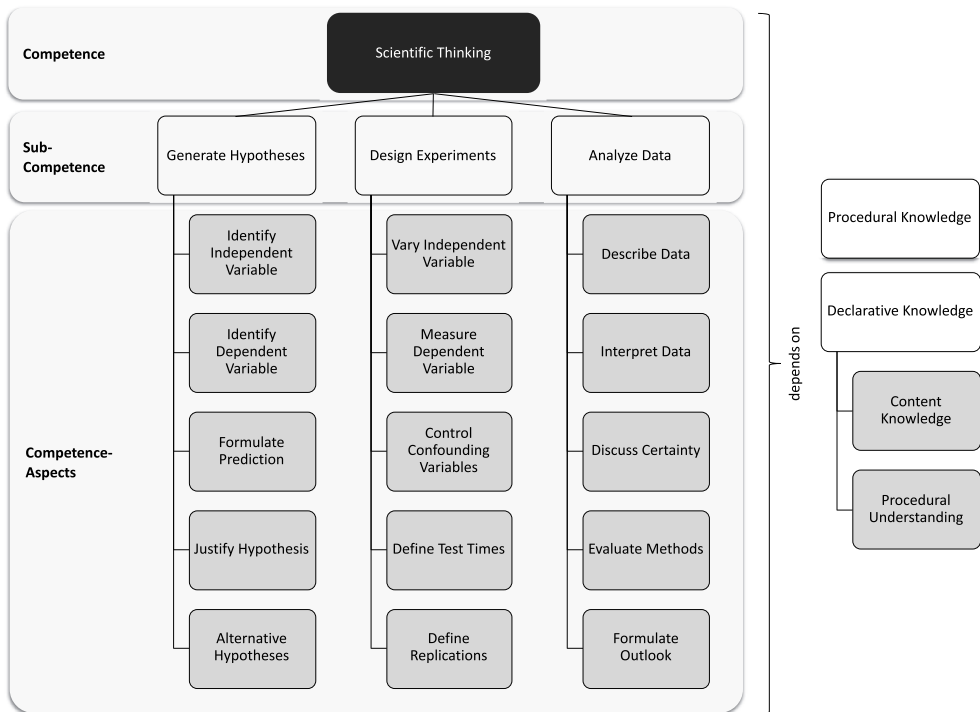 Competence
Scientific Thinking
Sub-
Competence
Generate Hypotheses
Design Experiments
Analyze Data
Competence-
Aspects
Identify
Independent
Variable
Identify
Dependent
Variable
Formulate
Prediction
Justify Hypothesis
Alternative
Hypotheses
Vary Independent
Variable
Measure
Dependent
Variable
Control
Confounding
Variables
Define Test Times
Define
Replications
Describe Data
Interpret Data
Discuss Certainty
Evaluate Methods
Formulate
Outlook
depends on
Procedural Knowledge
Declarative Knowledge
Content
Knowledge
Procedural
Understanding